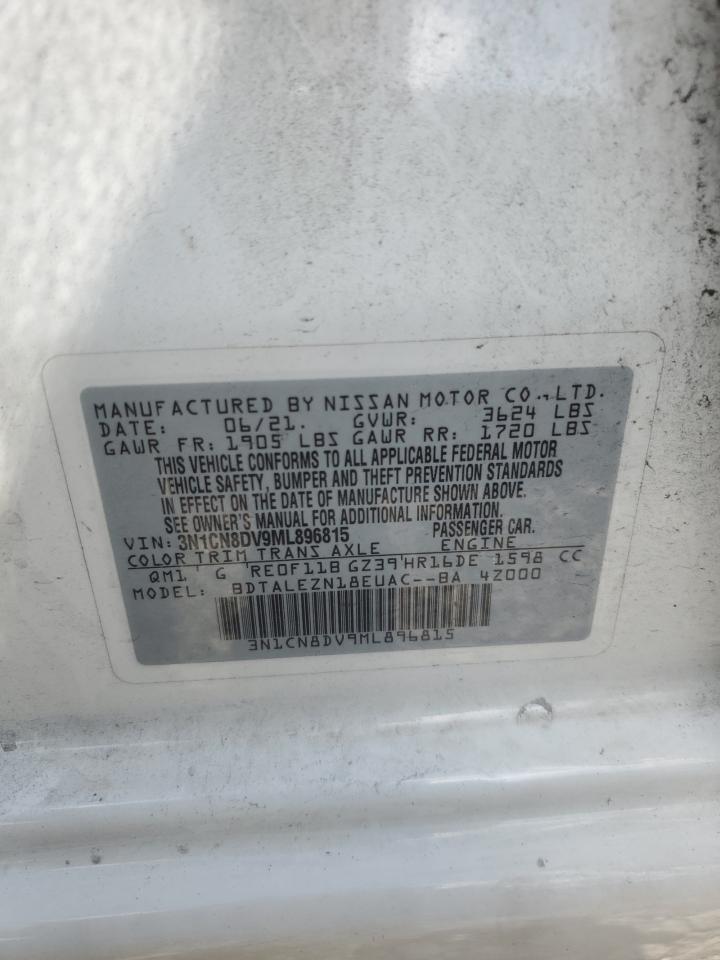 MANUFACTURED BY NISSAN MOTOR CO., LTD.
DATE: 06/21. GVWR: 3624 LBS
GAWR FR: 1905 LBS GAWR RR: 1720 LBS
THIS VEHICLE CONFORMS TO ALL APPLICABLE FEDERAL MOTOR
VEHICLE SAFETY, BUMPER AND THEFT PREVENTION STANDARDS
IN EFFECT ON THE DATE OF MANUFACTURE SHOWN ABOVE.
SEE OWNER'S MANUAL FOR ADDITIONAL INFORMATION.
VIN: 3N1CN8DV9ML896815 PASSENGER CAR.
COLOR TRIM TRANS AXLE ENGINE
QM1 G 'RE0F11B GZ39'HR16DE 1598 CC
MODEL: BDTALEZN18EUAC--BA 4Z000
3N1CN8DV9ML896815